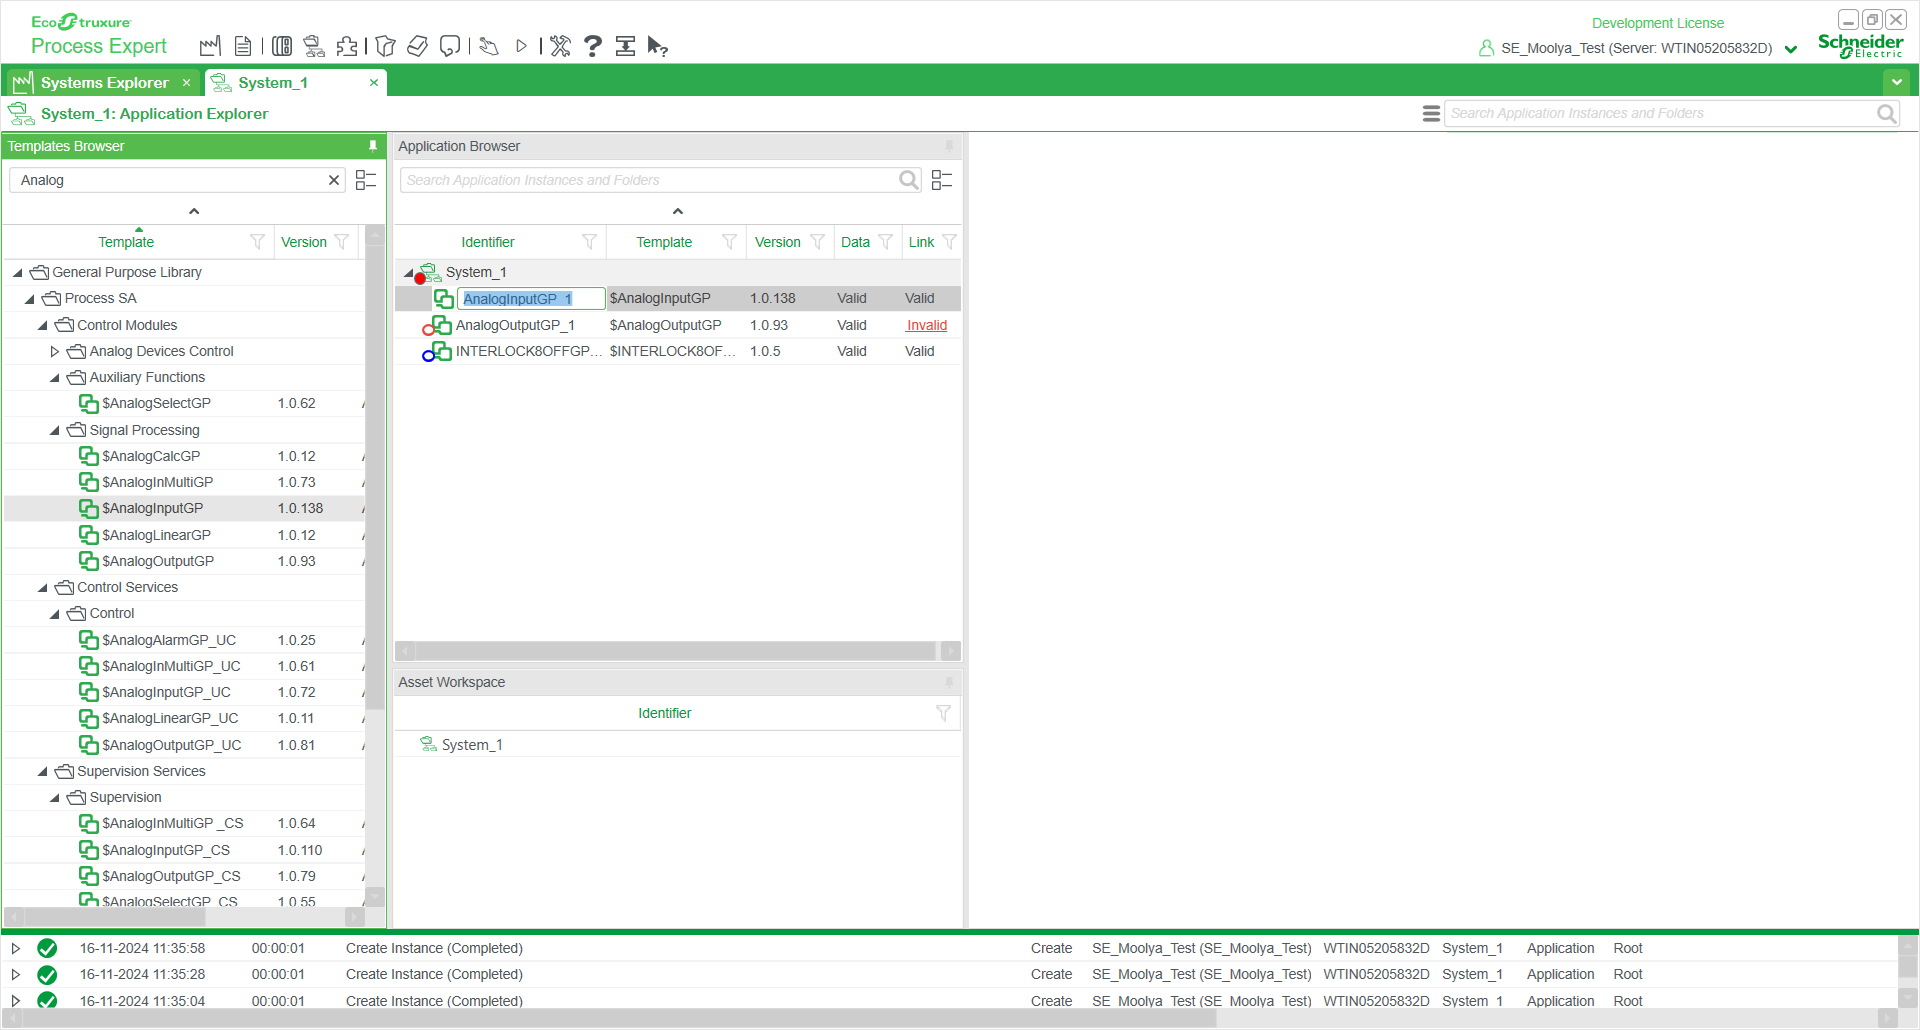 EcoStruxure
Development License
Process Expert
SE_Moolya_Test (Server: WTIN05205832D)
Schneider Electric
Systems Explorer
System_1
System_1: Application Explorer
Search Application Instances and Folders
Templates Browser
Application Browser
Analog
Search Application Instances and Folders
Template Version
Identifier Template Version Data Link
General Purpose Library
Process SA
Control Modules
Analog Devices Control
Auxiliary Functions
$AnalogSelectGP 1.0.62
Signal Processing
$AnalogCalcGP 1.0.12
$AnalogInMultiGP 1.0.73
$AnalogInputGP 1.0.138
$AnalogLinearGP 1.0.12
$AnalogOutputGP 1.0.93
Control Services
Control
$AnalogAlarmGP_UC 1.0.25
$AnalogInMultiGP_UC 1.0.61
$AnalogInputGP_UC 1.0.72
$AnalogLinearGP_UC 1.0.11
$AnalogOutputGP_UC 1.0.81
Supervision Services
Supervision
$AnalogInMultiGP _CS 1.0.64
$AnalogInputGP_CS 1.0.110
$AnalogOutputGP_CS 1.0.79
$AnalogSelectGP_CS 1.0.55
System_1
AnalogInputGP_1 $AnalogInputGP 1.0.138 Valid Valid
AnalogOutputGP_1 $AnalogOutputGP 1.0.93 Valid Invalid
INTERLOCK8OFFGP... $INTERLOCK8OF... 1.0.5 Valid Valid
Asset Workspace
Identifier
System_1
16-11-2024 11:35:58 00:00:01 Create Instance (Completed) Create SE_Moolya_Test (SE_Moolya_Test) WTIN05205832D System_1 Application Root
16-11-2024 11:35:28 00:00:01 Create Instance (Completed) Create SE_Moolya_Test (SE_Moolya_Test) WTIN05205832D System_1 Application Root
16-11-2024 11:35:04 00:00:01 Create Instance (Completed) Create SE_Moolya_Test (SE_Moolya_Test) WTIN05205832D System_1 Application Root